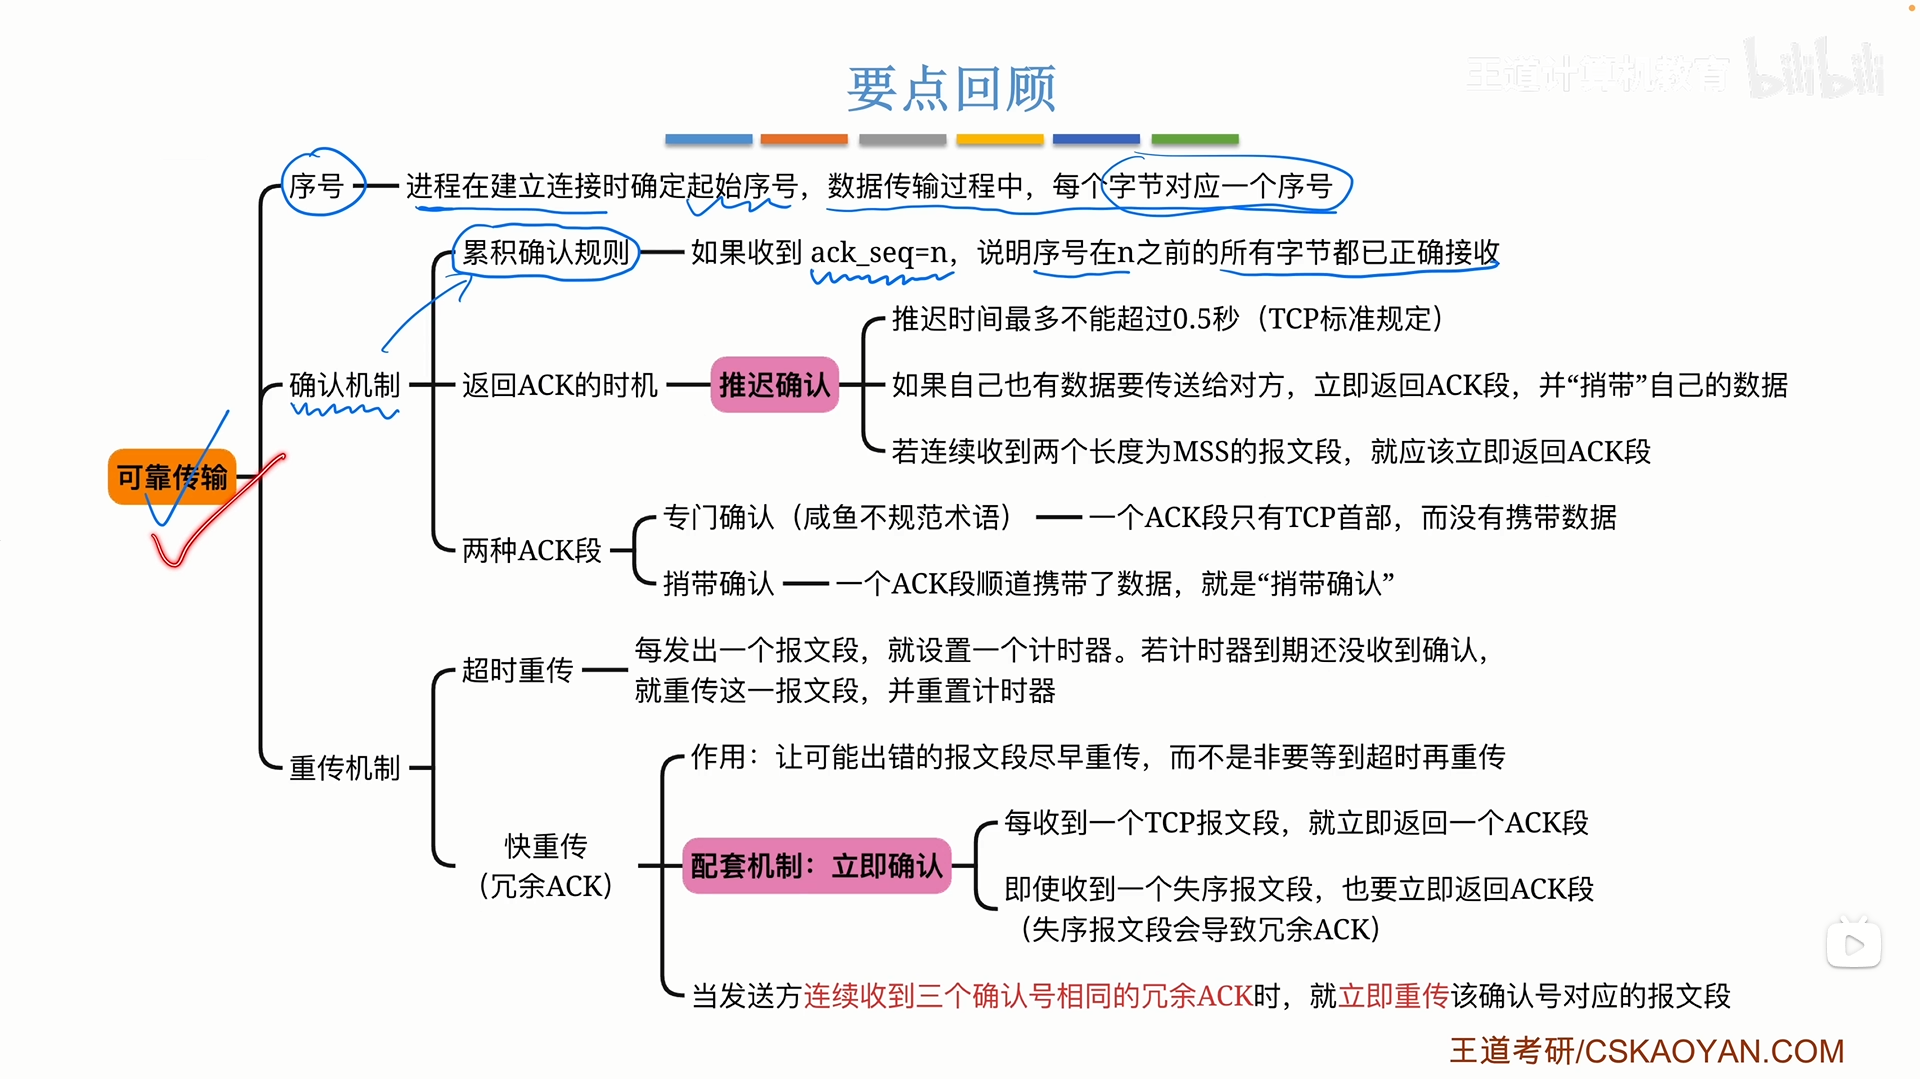 要点回顾
王道计算机教育 bilibili
序号
进程在建立连接时确定起始序号，数据传输过程中，每个字节对应一个序号
累积确认规则
如果收到 ack_seq=n，说明序号在n之前的所有字节都已正确接收
推迟时间最多不能超过0.5秒（TCP标准规定）
确认机制
返回ACK的时机
推迟确认
如果自己也有数据要传送给对方，立即返回ACK段，并“捎带”自己的数据
若连续收到两个长度为MSS的报文段，就应该立即返回ACK段
可靠传输
专门确认（咸鱼不规范术语）
一个ACK段只有TCP首部，而没有携带数据
两种ACK段
捎带确认
一个ACK段顺道携带了数据，就是“捎带确认”
超时重传
每发出一个报文段，就设置一个计时器。若计时器到期还没收到确认，
就重传这一报文段，并重置计时器
重传机制
作用：让可能出错的报文段尽早重传，而不是非要等到超时再重传
快重传
（冗余ACK）
配套机制：立即确认
每收到一个TCP报文段，就立即返回一个ACK段
即使收到一个失序报文段，也要立即返回ACK段
（失序报文段会导致冗余ACK）
当发送方连续收到三个确认号相同的冗余ACK时，就立即重传该确认号对应的报文段
王道考研/CSKAOYAN.COM